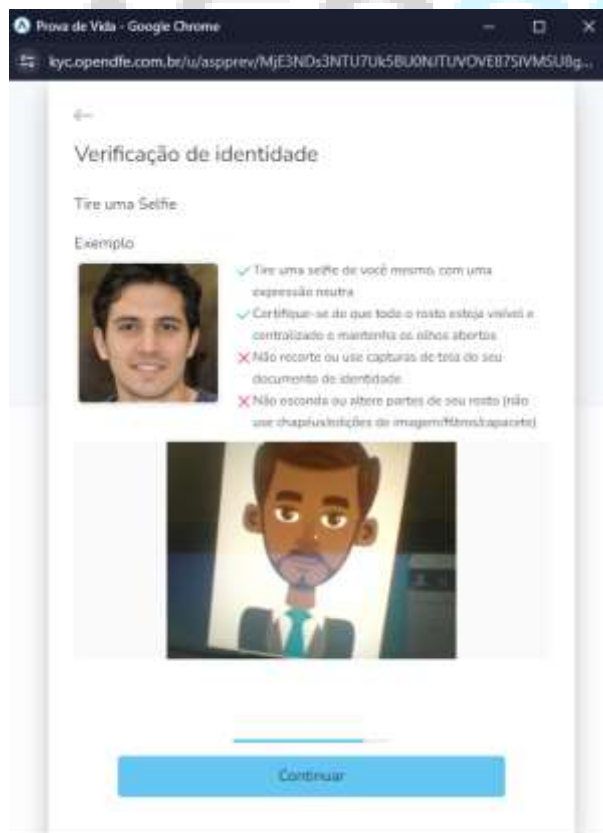 Prova de Vida - Google Chrome
kyc.opendfe.com.br/u/aspprev/
Verificação de identidade
Tire uma Selfie
Exemplo
Tire uma selfie de você mesmo, com uma
expressão neutra
Certifique-se de que todo o rosto esteja visível e
centralizado e mantenha os olhos abertos
Não recorte ou use capturas de tela do seu
documento de identidade
Não esconda ou altere partes de seu rosto (não
use chapéus/edições de imagem/filtros/capacete)
Continuar